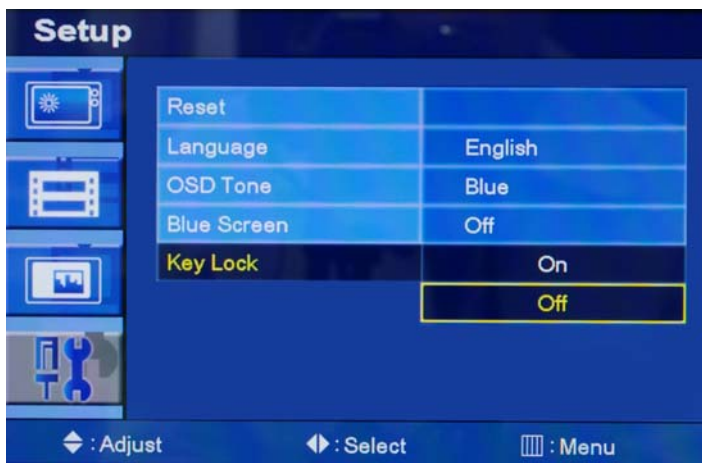 Setup
Reset
Language English
OSD Tone Blue
Blue Screen Off
Key Lock On
Off
: Adjust : Select : Menu